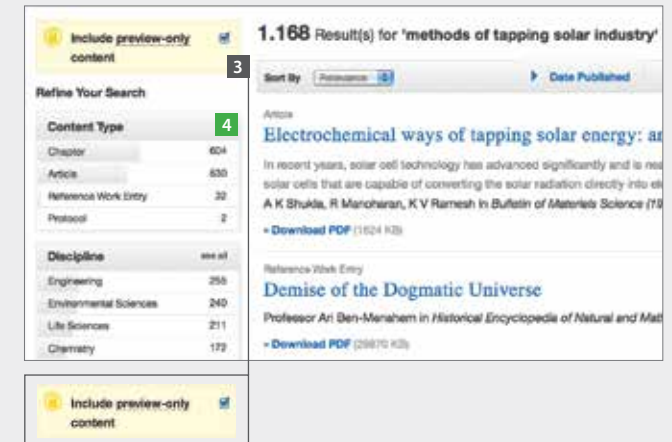 Include preview-only
content
3
Refine Your Search
Content Type
4
Chapter 604
Article 630
Reference Work Entry 32
Protocol 2
Discipline see all
Engineering 255
Environmental Sciences 240
Life Sciences 211
Chemistry 172
1.168 Result(s) for 'methods of tapping solar industry'
Sort By Relevance
Date Published
Article
Electrochemical ways of tapping solar energy: an
In recent years, solar cell technology has advanced significantly and is nea
solar cells that are capable of converting the solar radiation directly into el
A K Shukla, R Manoharan, K V Ramesh in Bulletin of Materials Science (19
» Download PDF (1624 KB)
Reference Work Entry
Demise of the Dogmatic Universe
Professor Ari Ben-Menahem in Historical Encyclopedia of Natural and Mat
» Download PDF (29870 KB)
Include preview-only
content